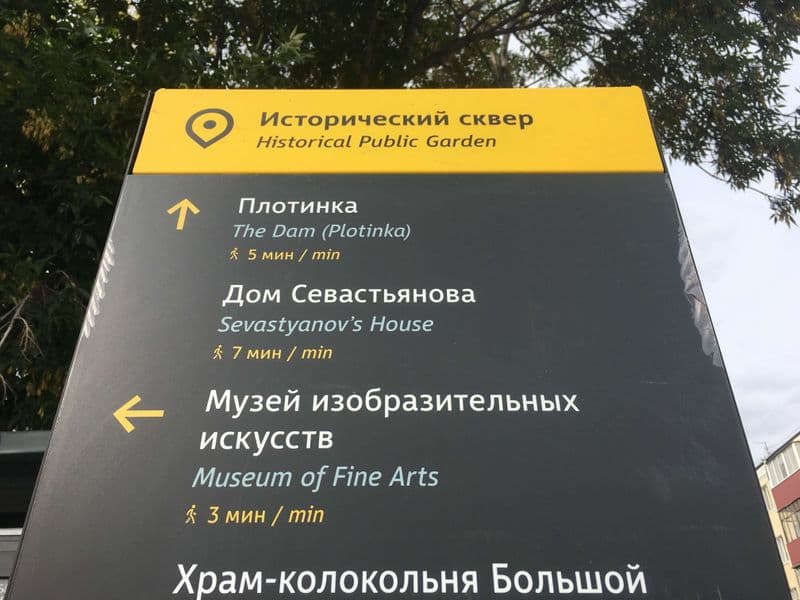 Исторический сквер
Historical Public Garden
Плотинка
The Dam (Plotinka)
5 мин / min
Дом Севастьянова
Sevastyanov's House
7 мин / min
Музей изобразительных
искусств
Museum of Fine Arts
3 мин / min
Храм-колокольня Большой